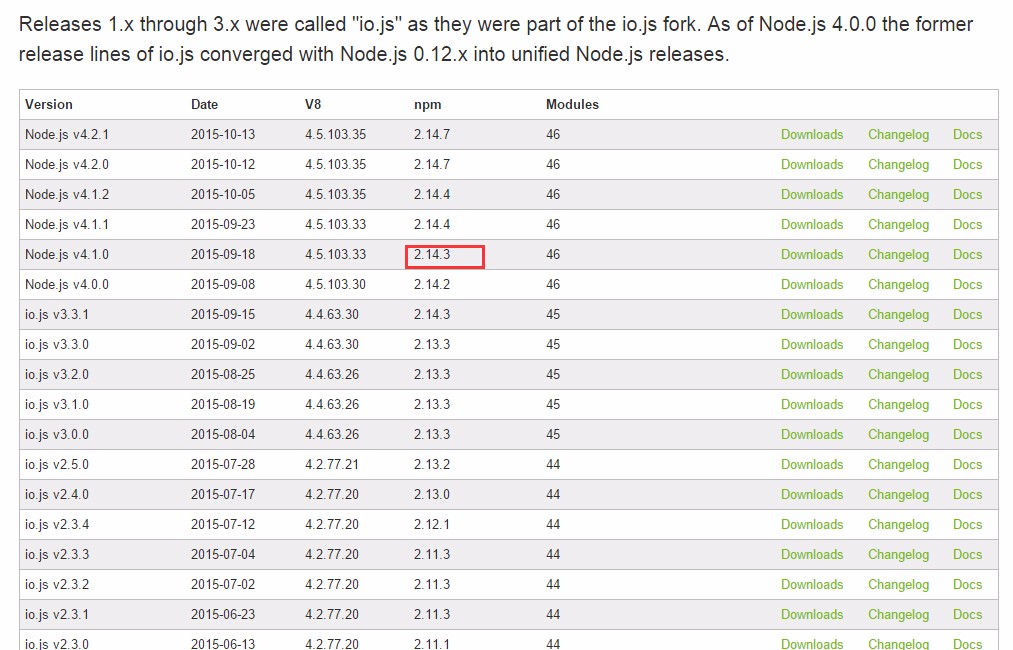 Releases 1.x through 3.x were called "io.js" as they were part of the io.js fork. As of Node.js 4.0.0 the former
release lines of io.js converged with Node.js 0.12.x into unified Node.js releases.
Version Date V8 npm Modules
Node.js v4.2.1 2015-10-13 4.5.103.35 2.14.7 46 Downloads Changelog Docs
Node.js v4.2.0 2015-10-12 4.5.103.35 2.14.7 46 Downloads Changelog Docs
Node.js v4.1.2 2015-10-05 4.5.103.35 2.14.4 46 Downloads Changelog Docs
Node.js v4.1.1 2015-09-23 4.5.103.33 2.14.4 46 Downloads Changelog Docs
Node.js v4.1.0 2015-09-18 4.5.103.33 2.14.3 46 Downloads Changelog Docs
Node.js v4.0.0 2015-09-08 4.5.103.30 2.14.2 46 Downloads Changelog Docs
io.js v3.3.1 2015-09-15 4.4.63.30 2.14.3 45 Downloads Changelog Docs
io.js v3.3.0 2015-09-02 4.4.63.30 2.13.3 45 Downloads Changelog Docs
io.js v3.2.0 2015-08-25 4.4.63.26 2.13.3 45 Downloads Changelog Docs
io.js v3.1.0 2015-08-19 4.4.63.26 2.13.3 45 Downloads Changelog Docs
io.js v3.0.0 2015-08-04 4.4.63.26 2.13.3 45 Downloads Changelog Docs
io.js v2.5.0 2015-07-28 4.2.77.21 2.13.2 44 Downloads Changelog Docs
io.js v2.4.0 2015-07-17 4.2.77.20 2.13.0 44 Downloads Changelog Docs
io.js v2.3.4 2015-07-12 4.2.77.20 2.12.1 44 Downloads Changelog Docs
io.js v2.3.3 2015-07-04 4.2.77.20 2.11.3 44 Downloads Changelog Docs
io.js v2.3.2 2015-07-02 4.2.77.20 2.11.3 44 Downloads Changelog Docs
io.js v2.3.1 2015-06-23 4.2.77.20 2.11.3 44 Downloads Changelog Docs
io.js v2.3.0 2015-06-13 4.2.77.20 2.11.1 44 Downloads Changelog Docs